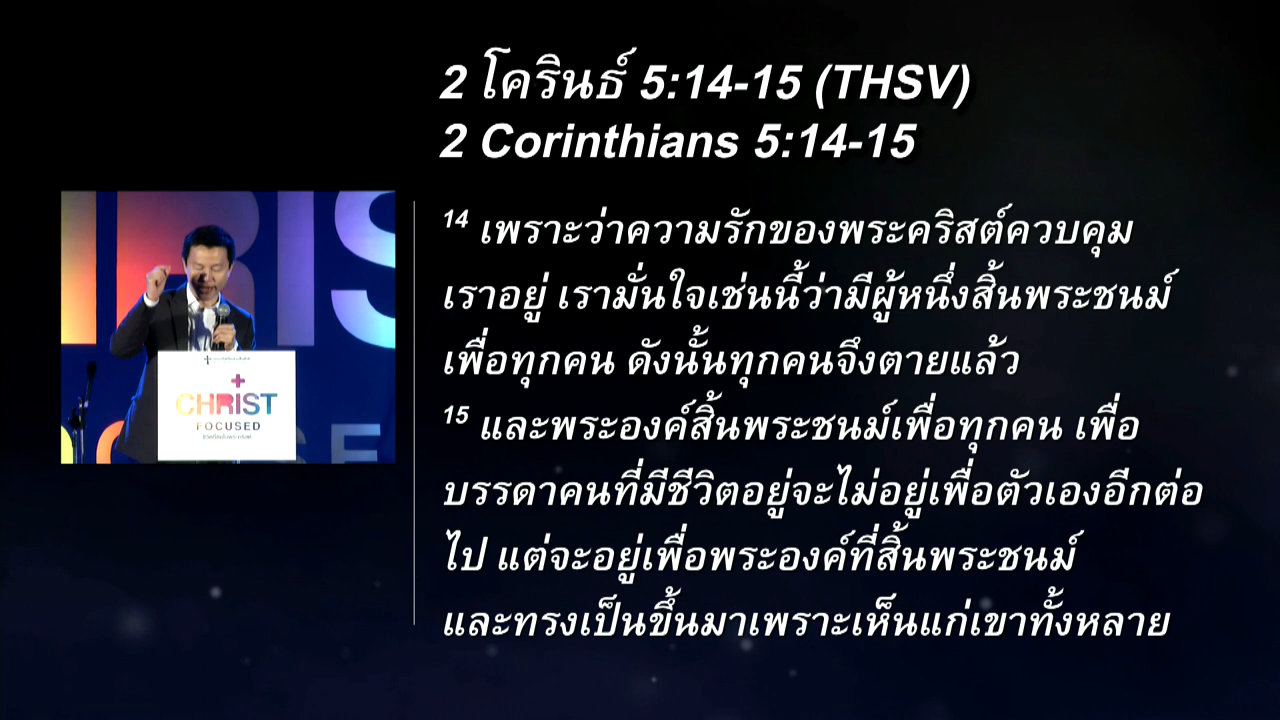 2 โครินธ์ 5:14-15 (THSV)
2 Corinthians 5:14-15
14 เพราะว่าความรักของพระคริสต์ควบคุม
เราอยู่ เรามั่นใจเช่นนี้ว่ามีผู้หนึ่งสิ้นพระชนม์
เพื่อทุกคน ดังนั้นทุกคนจึงตายแล้ว
15 และพระองค์สิ้นพระชนม์เพื่อทุกคน เพื่อ
บรรดาคนที่มีชีวิตอยู่จะไม่อยู่เพื่อตัวเองอีกต่อ
ไป แต่จะอยู่เพื่อพระองค์ที่สิ้นพระชนม์
และทรงเป็นขึ้นมาเพราะเห็นแก่เขาทั้งหลาย
CHRIST
FOCUSED